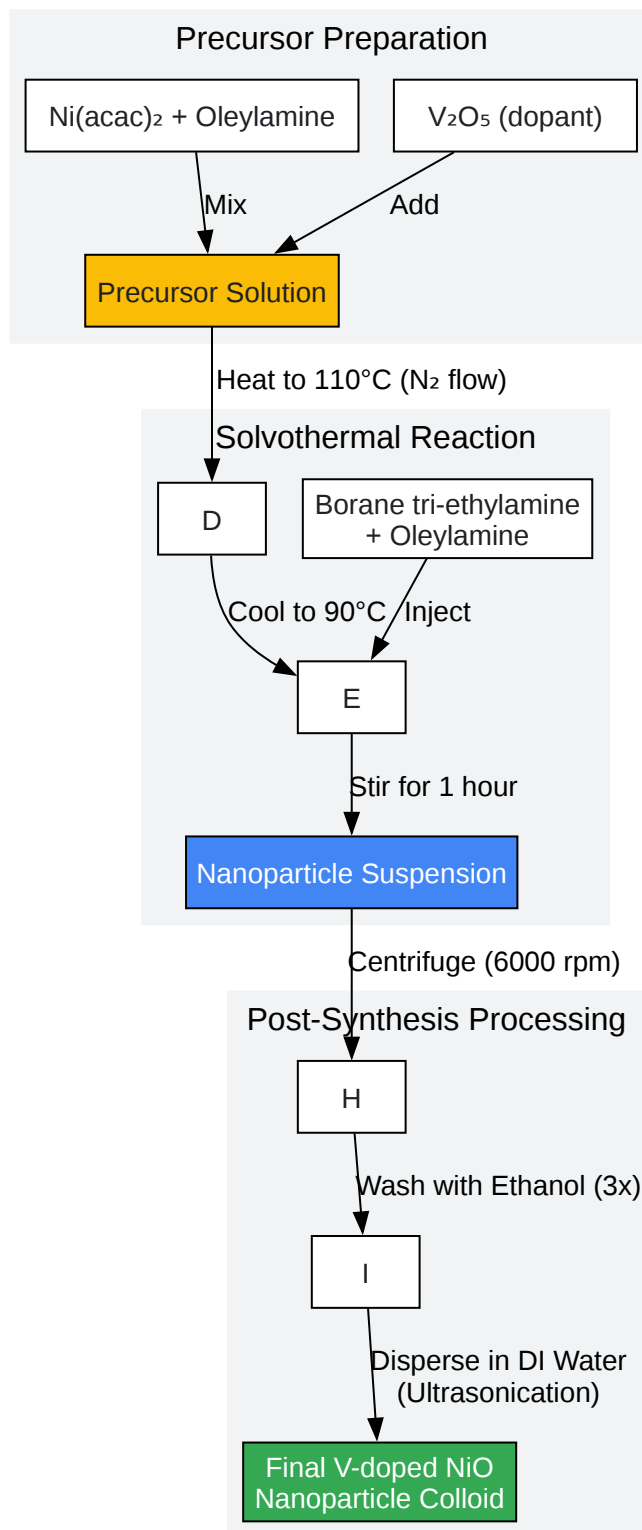 Precursor Preparation
Ni(acac)₂ + Oleylamine
V₂O₅ (dopant)
Mix
Add
Precursor Solution
Heat to 110°C (N₂ flow)
Solvothermal Reaction
D
Borane tri-ethylamine
+ Oleylamine
Cool to 90°C
Inject
E
Stir for 1 hour
Nanoparticle Suspension
Centrifuge (6000 rpm)
Post-Synthesis Processing
H
Wash with Ethanol (3x)
I
Disperse in DI Water
(Ultrasonication)
Final V-doped NiO
Nanoparticle Colloid